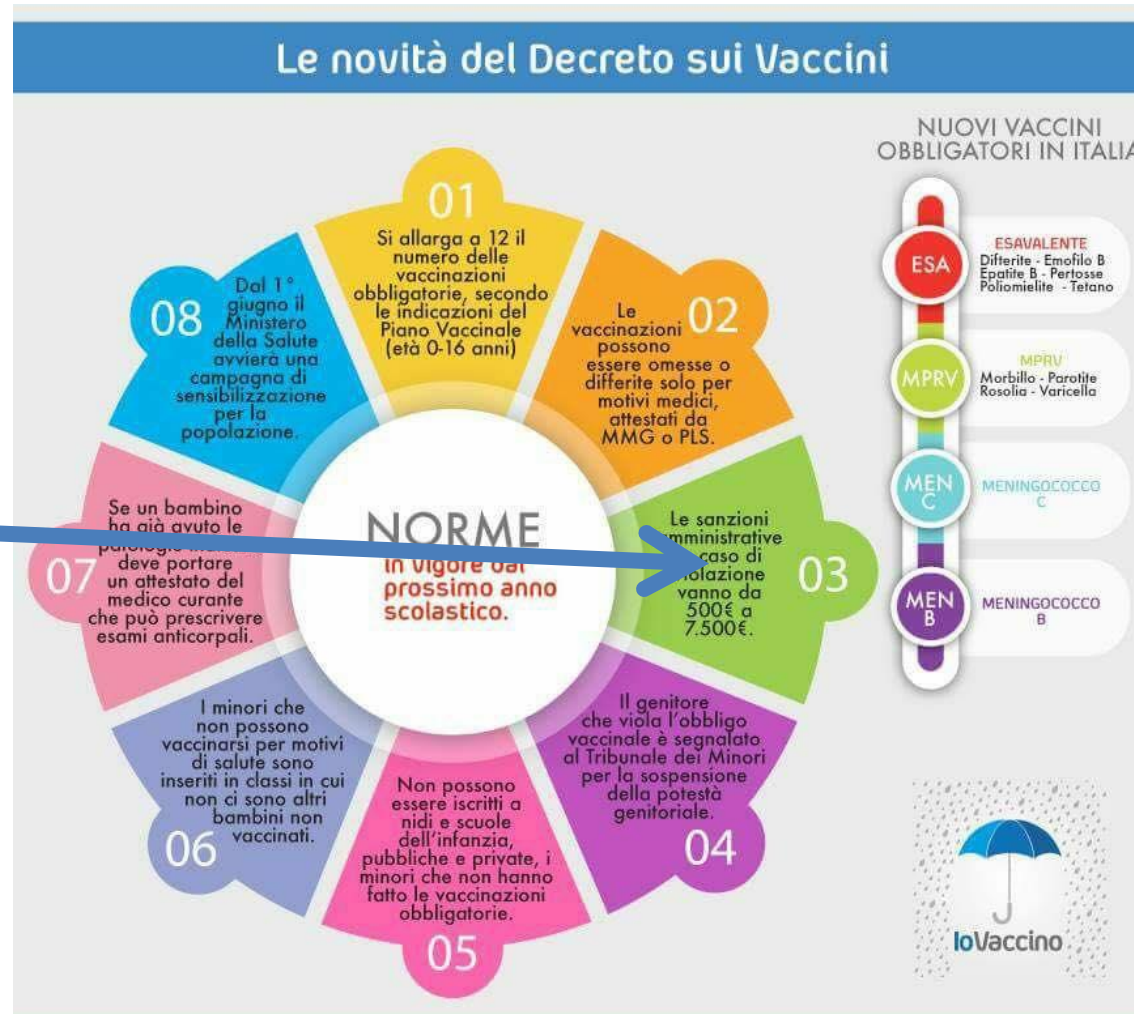 Le novità del Decreto sui Vaccini
01
Si allarga a 12 il
numero delle
vaccinazioni
obbligatorie, secondo
le indicazioni del
Piano Vaccinale
(età 0-16 anni)
02
Le
vaccinazioni
possono
essere omesse o
differite solo per
motivi medici,
attestati da
MMG o PLS.
03
Le sanzioni
mministrative
caso di
iolazione
vanno da
500€ a
7.500€.
04
Il genitore
che viola l'obbligo
vaccinale è segnalato
al Tribunale dei Minori
per la sospensione
della potestà
genitoriale.
05
Non possono
essere iscritti a
nidi e scuole
dell'infanzia,
pubbliche e private, i
minori che non hanno
fatto le vaccinazioni
obbligatorie.
06
I minori che
non possono
vaccinarsi per motivi
di salute sono
inseriti in classi in cui
non ci sono altri
bambini non
vaccinati.
07
Se un bambino
ha già avuto le
patologie
deve portare
un attestato del
medico curante
che può prescrivere
esami anticorpali.
08
Dal 1°
giugno il
Ministero
della Salute
avvierà una
campagna di
sensibilizzazione
per la
popolazione.
NORME
In vigore dal
prossimo anno
scolastico.
NUOVI VACCINI
OBBLIGATORI IN ITALIA
ESA
ESAVALENTE
Difterite - Emofilo B
Epatite B - Pertosse
Poliomielite - Tetano
MPRV
MPRV
Morbillo - Parotite
Rosolia - Varicella
MEN
C
MENINGOCOCCO
C
MEN
B
MENINGOCOCCO
B
IoVaccino